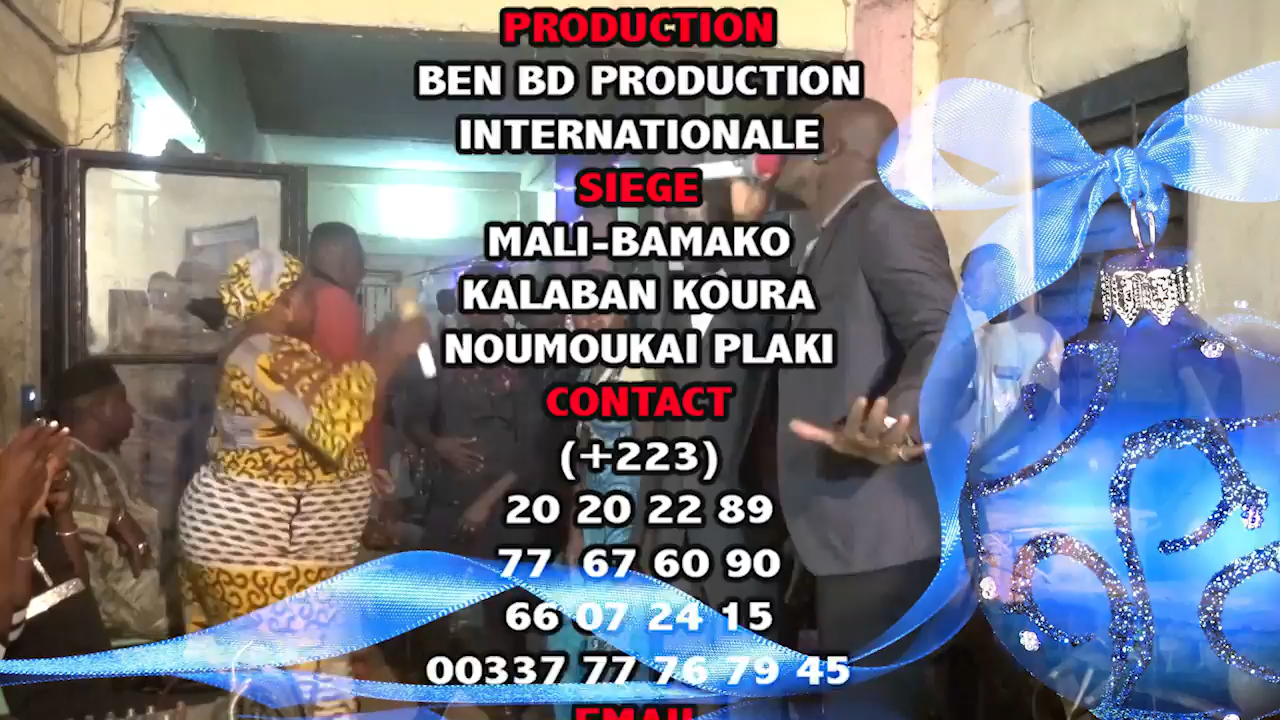 PRODUCTION
BEN BD PRODUCTION
INTERNATIONALE
SIEGE
MALI-BAMAKO
KALABAN KOURA
NOUMOUKAI PLAKI
CONTACT
(+223)
20 20 22 89
77 67 60 90
66 07 24 15
00337 77 76 79 45
EMAIL